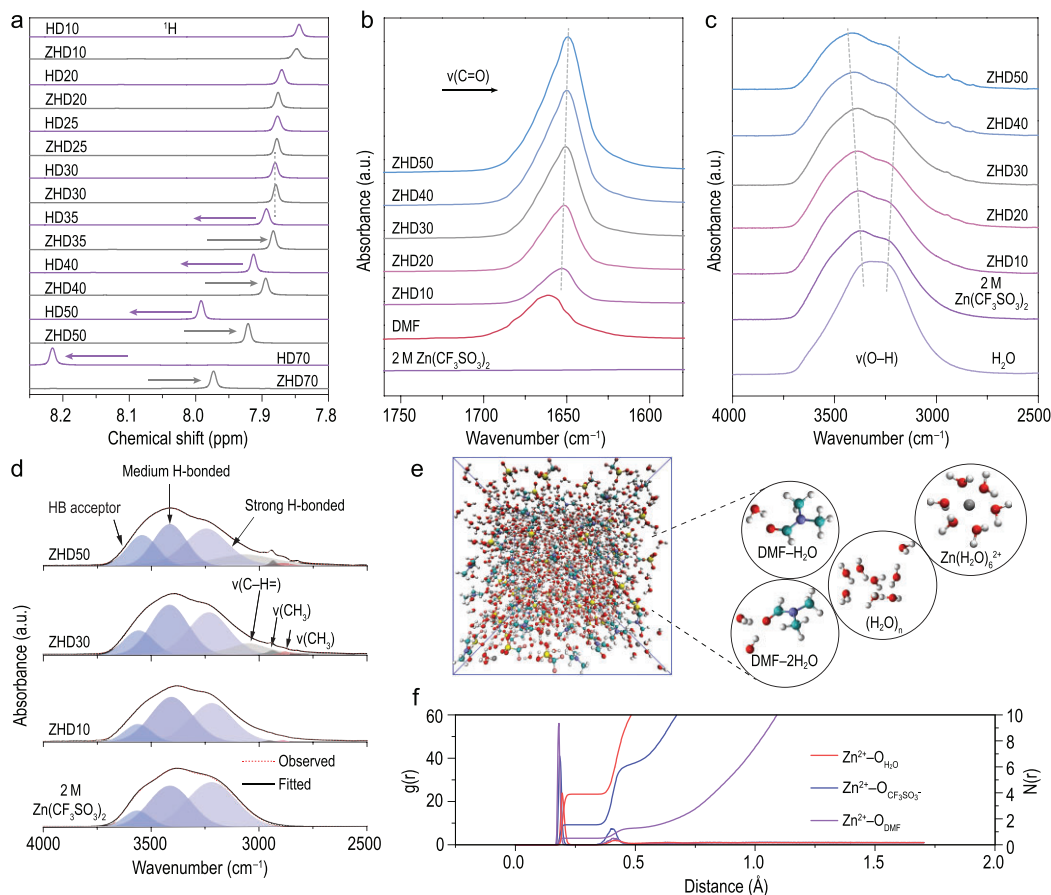 a
¹H
HD10
ZHD10
HD20
ZHD20
HD25
ZHD25
HD30
ZHD30
HD35
ZHD35
HD40
ZHD40
HD50
ZHD50
HD70
ZHD70
8.2 8.1 8.0 7.9 7.8
Chemical shift (ppm)
b
Absorbance (a.u.)
ν(C=O)
ZHD50
ZHD40
ZHD30
ZHD20
ZHD10
DMF
2 M Zn(CF₃SO₃)₂
1750 1700 1650 1600
Wavenumber (cm⁻¹)
c
Absorbance (a.u.)
ZHD50
ZHD40
ZHD30
ZHD20
ZHD10
2 M
Zn(CF₃SO₃)₂
ν(O–H)
H₂O
4000 3500 3000 2500
Wavenumber (cm⁻¹)
d
Absorbance (a.u.)
Medium H-bonded
HB acceptor
Strong H-bonded
ZHD50
ν(C–H=)
ν(CH₃)
ν(CH₃)
ZHD30
ZHD10
Observed
Fitted
2 M
Zn(CF₃SO₃)₂
4000 3500 3000 2500
Wavenumber (cm⁻¹)
e
DMF–H₂O
Zn(H₂O)₆²⁺
(H₂O)ₙ
DMF–2H₂O
f
g(r)
60
40
20
0
N(r)
10
8
6
4
2
0
Zn²⁺–O_H₂O
Zn²⁺–O_CF₃SO₃⁻
Zn²⁺–O_DMF
0.0 0.5 1.0 1.5 2.0
Distance (Å)